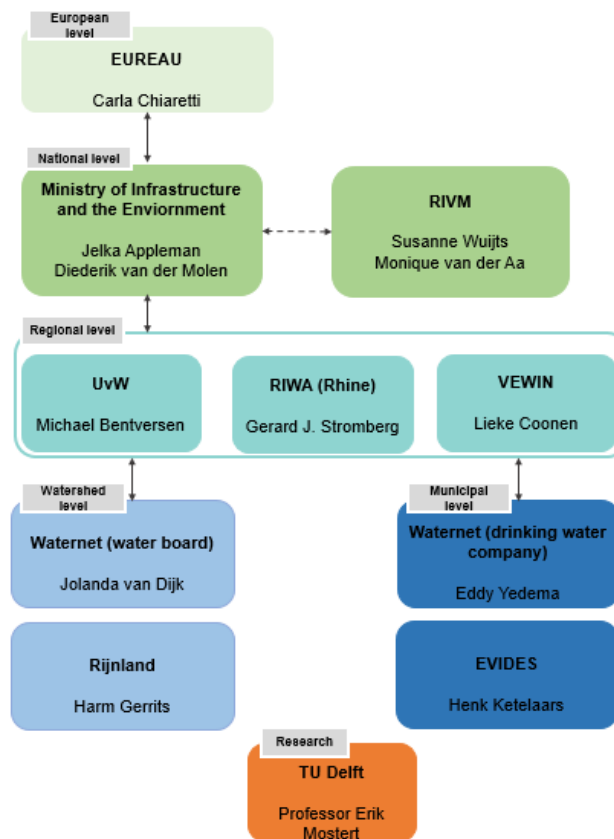 European
level
EUREAU
Carla Chiaretti
National level
Ministry of Infrastructure
and the Enviornment
Jelka Appleman
Diederik van der Molen
RIVM
Susanne Wuijts
Monique van der Aa
Regional level
UvW
Michael Bentversen
RIWA (Rhine)
Gerard J. Stromberg
VEWIN
Lieke Coonen
Watershed
level
Waternet (water board)
Jolanda van Dijk
Municipal
level
Waternet (drinking water
company)
Eddy Yedema
Rijnland
Harm Gerrits
EVIDES
Henk Ketelaars
Research
TU Delft
Professor Erik
Mostert